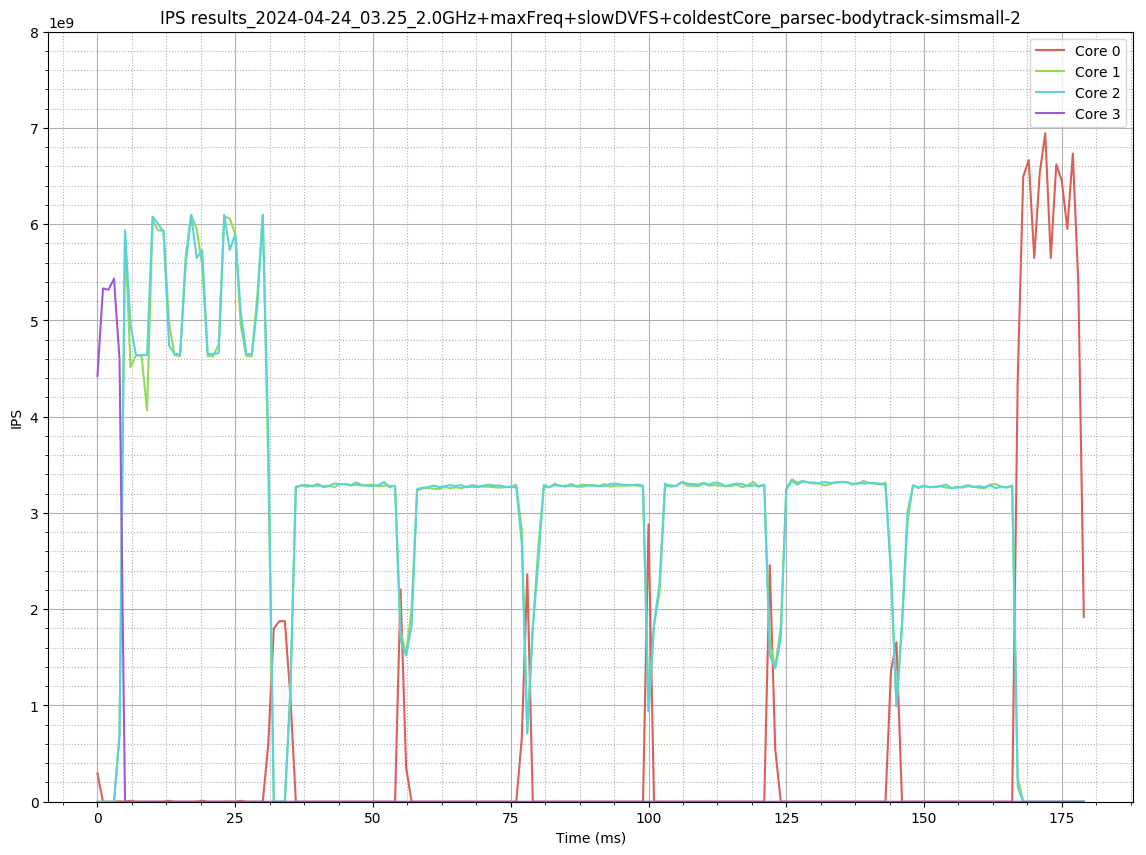 IPS results_2024-04-24_03.25_2.0GHz+maxFreq+slowDVFS+coldestCore_parsec-bodytrack-simsmall-2
1e9
8
7
6
5
4
3
2
1
0
IPS
0
25
50
75
100
125
150
175
Time (ms)
Core 0
Core 1
Core 2
Core 3